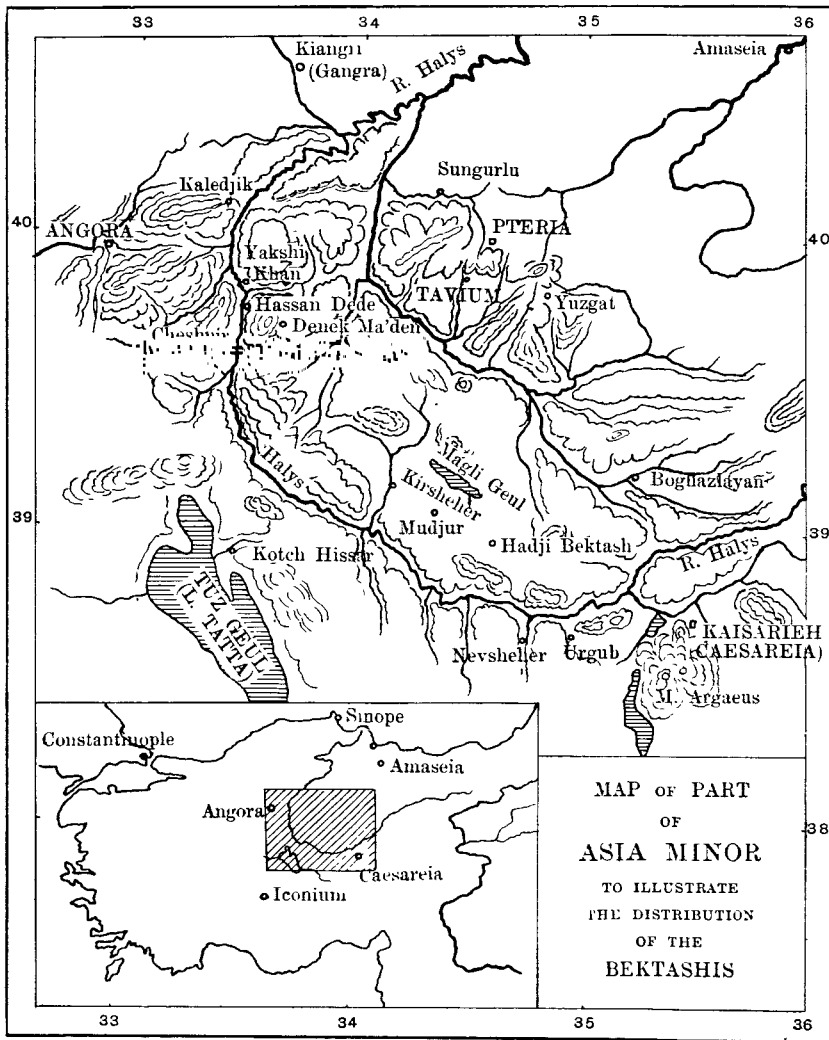 33
34
35
36
Kiangri
(Gangra)
R. Halys
Amaseia
Kaledjik
Sungurlu
40
ANGORA
PTERIA
40
Yakshi
Khan
TAVIUM
Yuzgat
Hassan Dede
Denek Ma'den
Halys
Magli Geul
Kirsheher
Boghazlayan
39
Mudjur
39
Kotch Hissar
Hadji Bektash
R. Halys
TUZ GEUL
(L. TATTA)
Nevsheher
Urgub
KAISARIEH
(CAESAREIA)
M. Argaeus
Sinope
Constantinople
Amaseia
Angora
Caesareia
Iconium
38
MAP OF PART
OF
ASIA MINOR
TO ILLUSTRATE
THE DISTRIBUTION
OF THE
BEKTASHIS
33
34
35
36